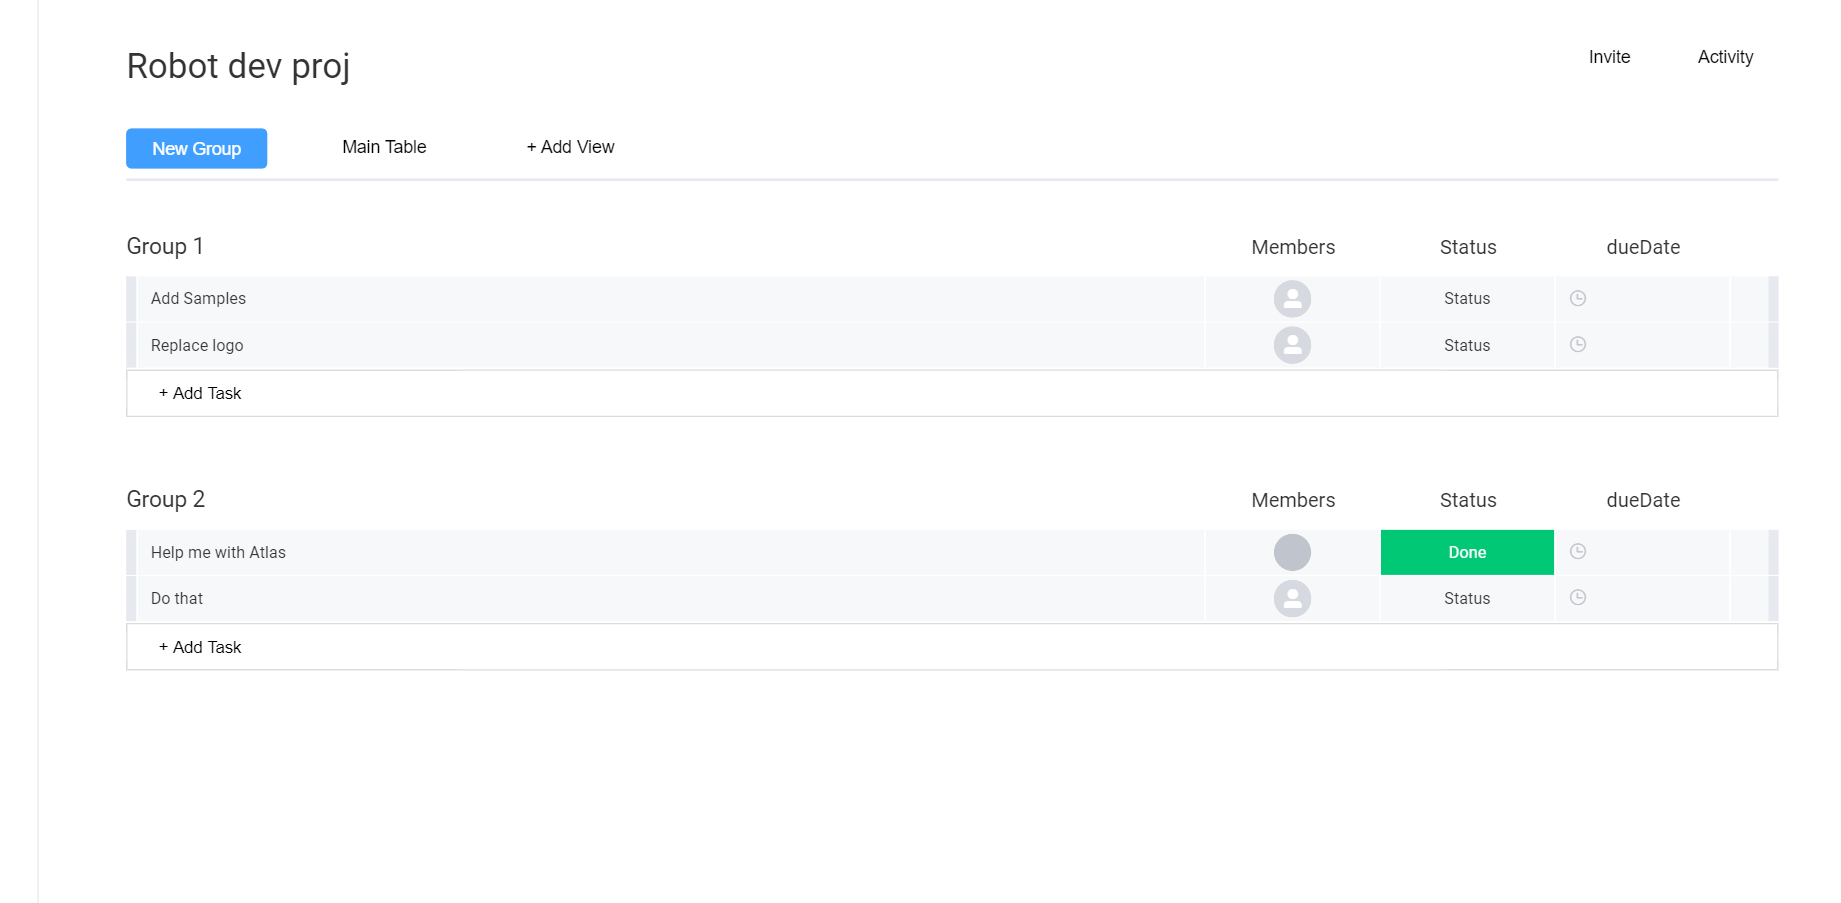 Robot dev proj
Invite Activity
New Group Main Table + Add View
Group 1 Members Status dueDate
Add Samples Status
Replace logo Status
+ Add Task
Group 2 Members Status dueDate
Help me with Atlas Done
Do that Status
+ Add Task